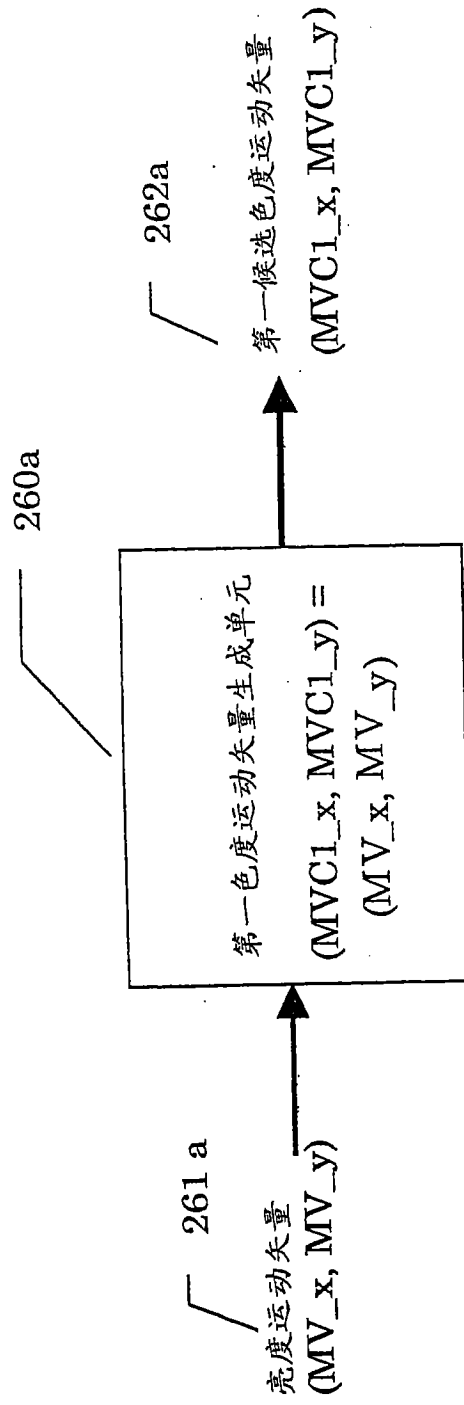 261 a
亮度运动矢量
(MV_x, MV_y)
260a
第一色度运动矢量生成单元
(MVC1_x, MVC1_y) =
(MV_x, MV_y)
262a
第一候选色度运动矢量
(MVC1_x, MVC1_y)